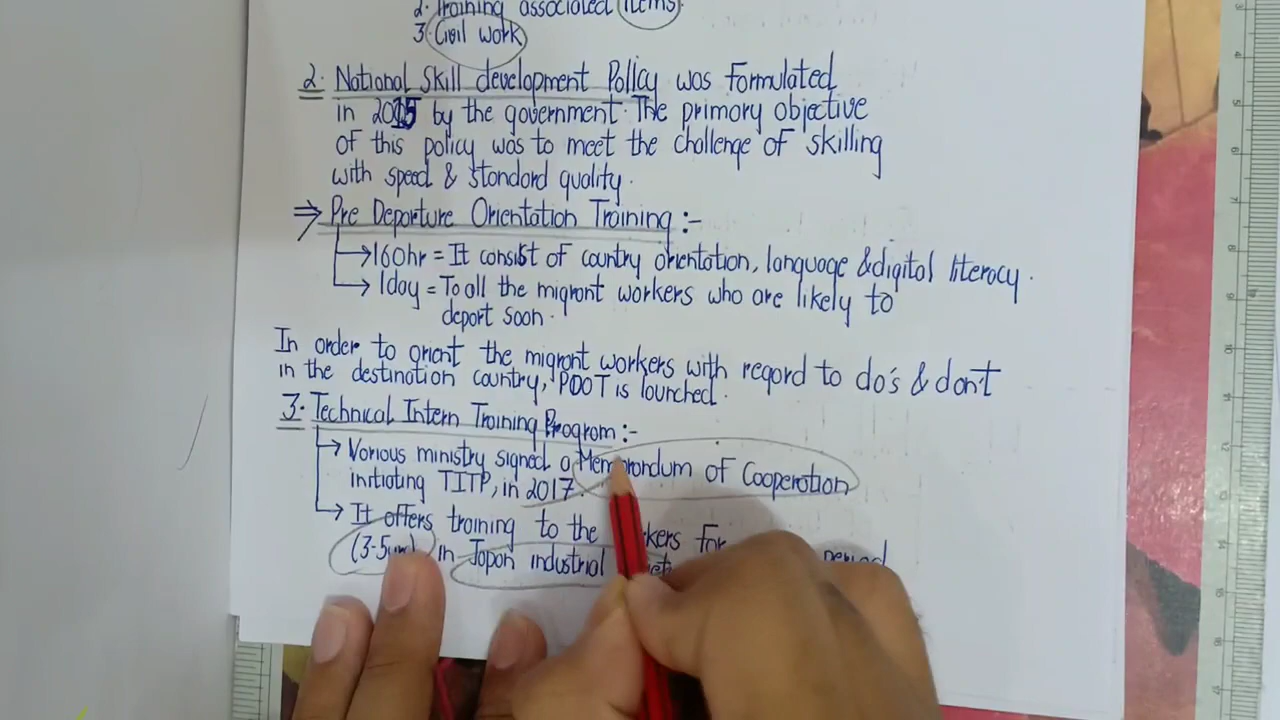 2. Training associated items.
3. Civil work
2. National Skill development Policy was formulated
in 2015 by the government. The primary objective
of this policy was to meet the challenge of skilling
with speed & standard quality.
⇒ Pre Departure Orientation Training :-
→ 160hr = It consist of country orientation, language & digital literacy.
→ 1day = To all the migrant workers who are likely to
depart soon.
In order to orient the migrant workers with regard to do's & dont
in the destination country, PDOT is launched.
3. Technical Intern Training Program :-
→ Various ministry signed a Memorandum of Cooperation
initiating TITP, in 2017.
→ It offers training to the for period
(3-5 in Japan industrial